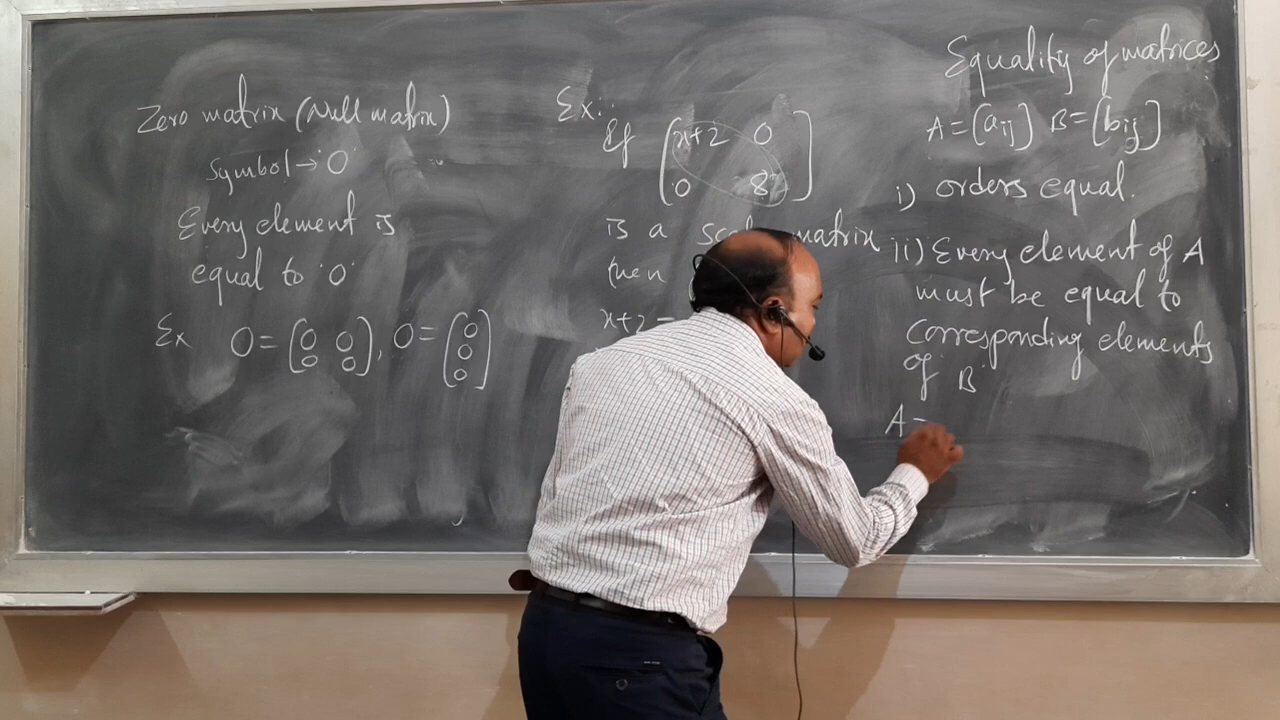 Zero matrix (Null matrix)
Symbol → 'O'
Every element is
equal to 'O'
Ex O = [0 0, O = [0
0 0] 0
0]
Ex:
If [x+2 0
0 8]
is a matrix
then
x+2 =
Equality of matrices
A = [aij] B = [bij]
i) orders equal.
ii) Every element of A
must be equal to
corresponding elements
of B
A =